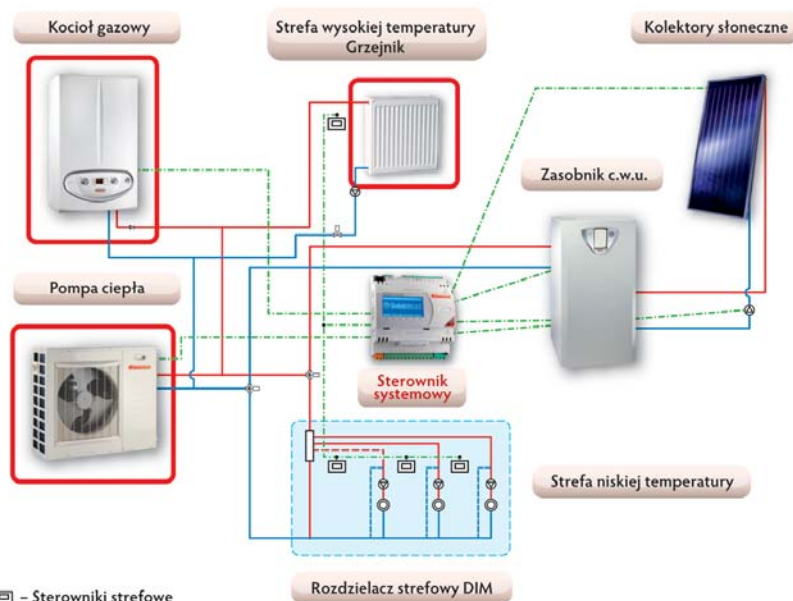 Kocioł gazowy
Strefa wysokiej temperatury
Grzejnik
Kolektory słoneczne
Zasobnik c.w.u.
Pompa ciepła
Sterownik
systemowy
Strefa niskiej temperatury
Rozdzielacz strefowy DIM
– Sterowniki strefowe